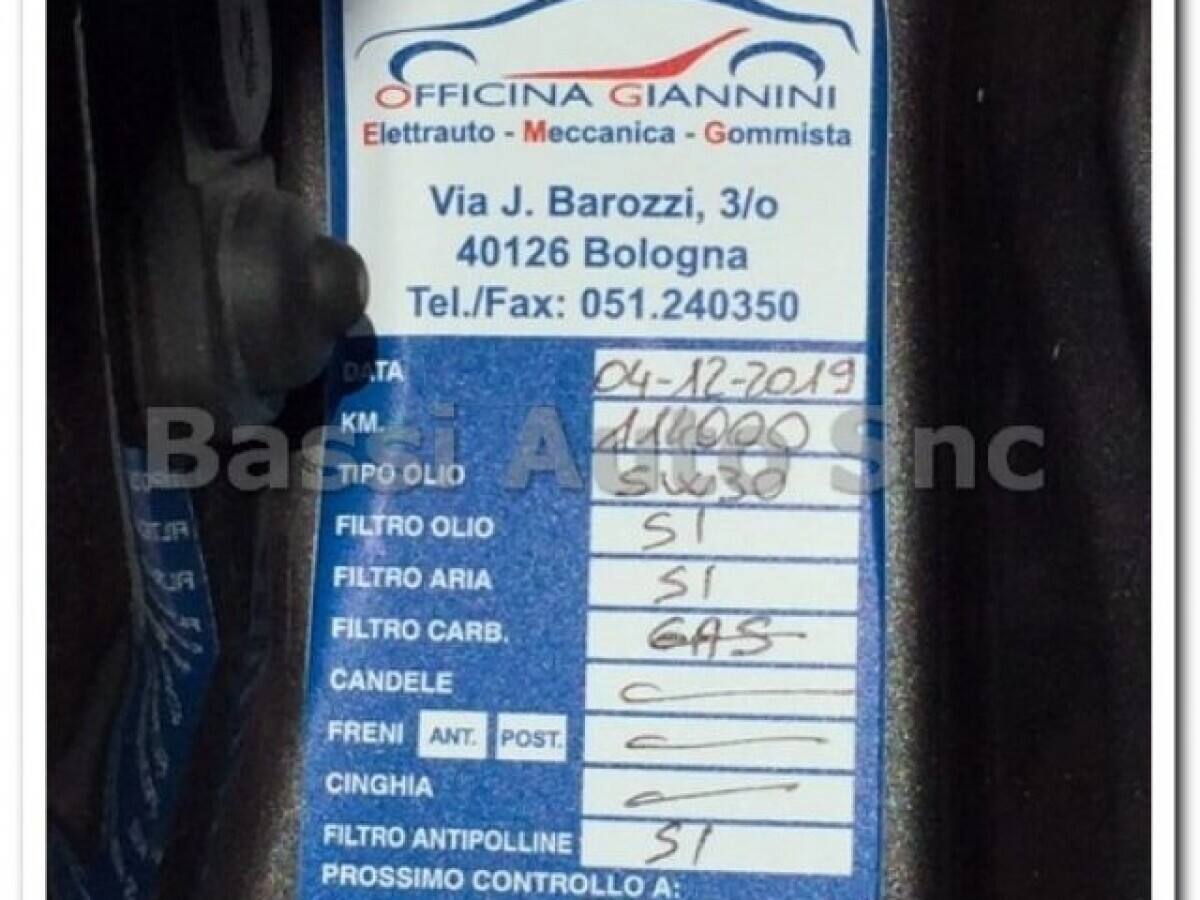 OFFICINA GIANNINI
Elettrauto - Meccanica - Gommista
Via J. Barozzi, 3/o
40126 Bologna
Tel./Fax: 051.240350
DATA 04-12-2019
KM. 114000
Bassi Auto Snc
TIPO OLIO 5W30
FILTRO OLIO SI
FILTRO ARIA SI
FILTRO CARB. GAS
CANDELE
FRENI ANT. POST.
CINGHIA
FILTRO ANTIPOLLINE SI
PROSSIMO CONTROLLO A: